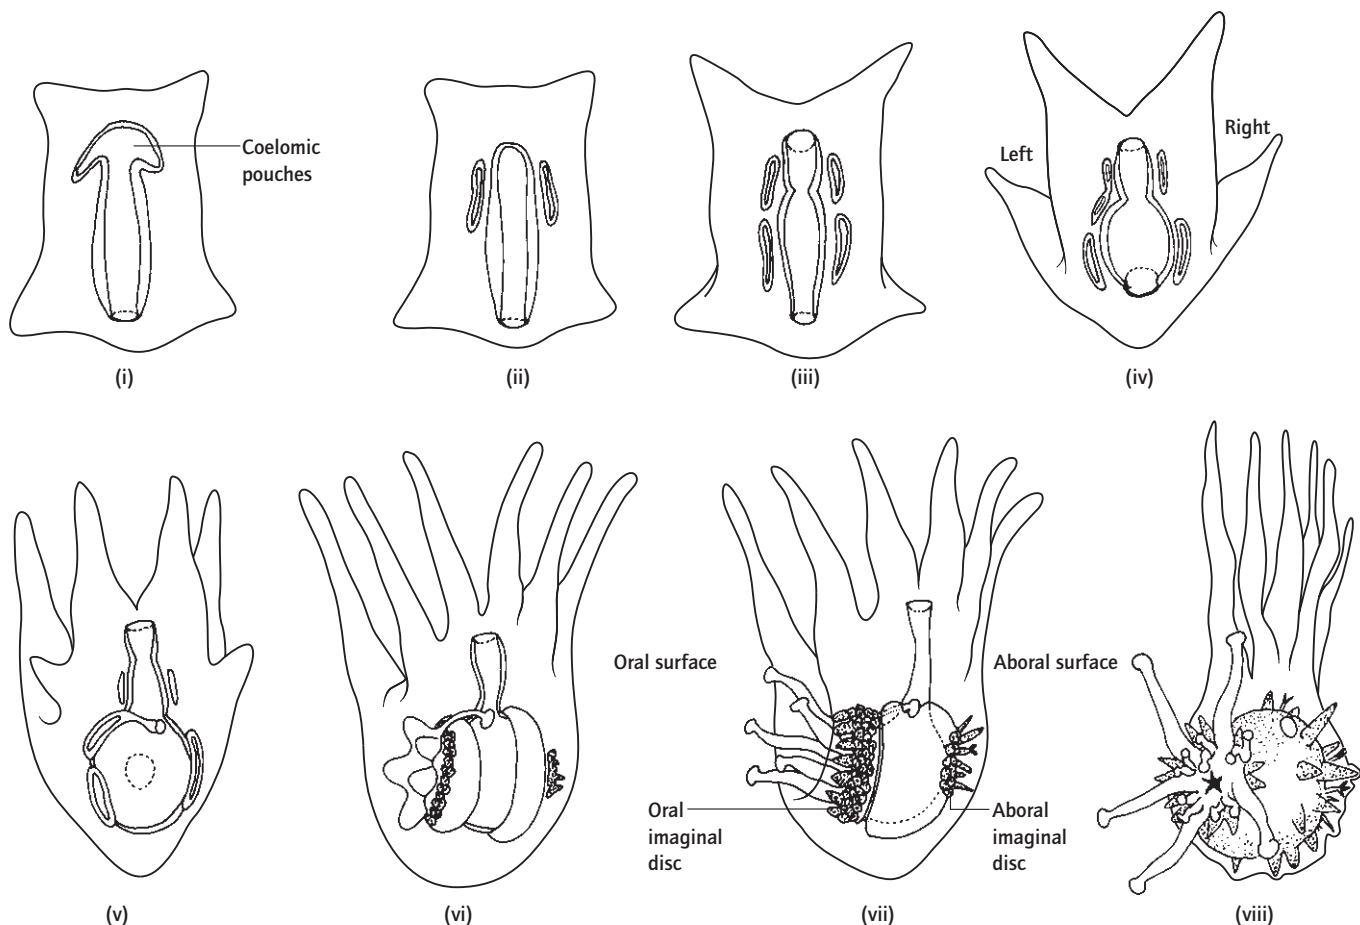 Coelomic
pouches
Left
Right
(i)
(ii)
(iii)
(iv)
Oral surface
Aboral surface
Oral
imaginal
disc
Aboral
imaginal
disc
(v)
(vi)
(vii)
(viii)